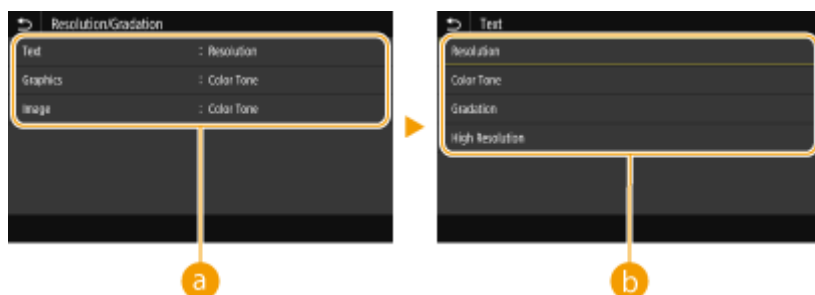 Resolution/Gradation
Text : Resolution
Graphics : Color Tone
Image : Color Tone
a
Text
Resolution
Color Tone
Gradation
High Resolution
b